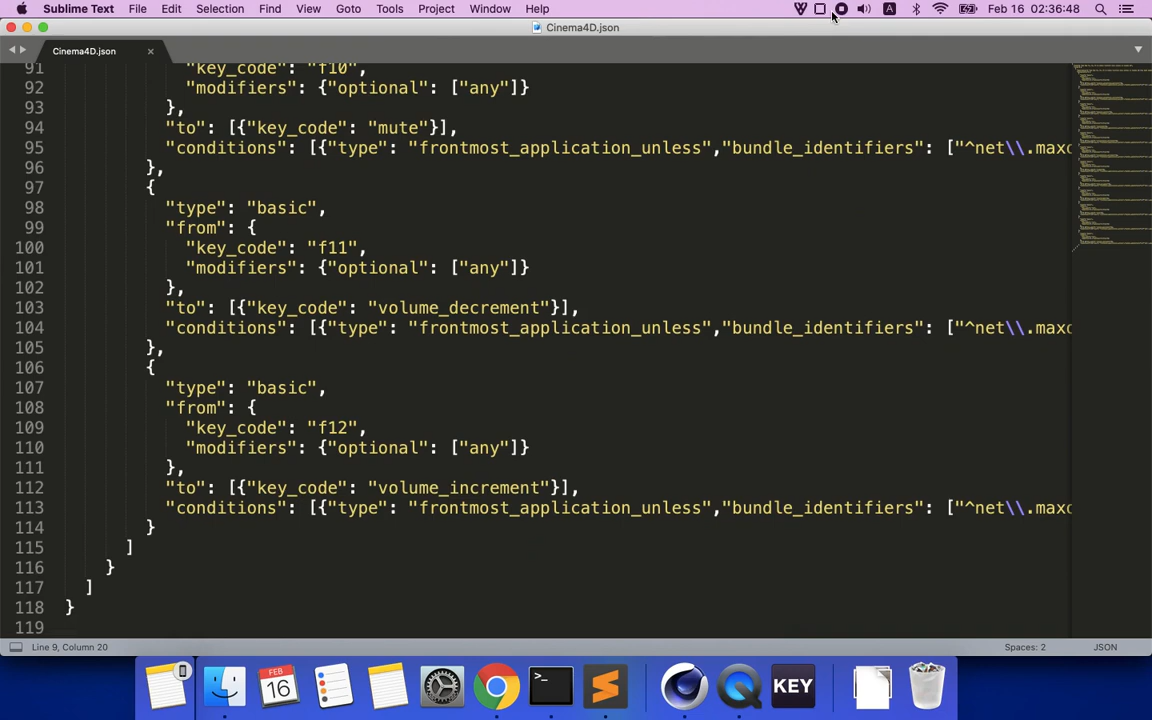 Sublime Text File Edit Selection Find View Goto Tools Project Window Help A Feb 16 02:36:48
Cinema4D.json
Cinema4D.json
91 "key_code": "f10",
92 "modifiers": {"optional": ["any"]}
93 },
94 "to": [{"key_code": "mute"}],
95 "conditions": [{"type": "frontmost_application_unless","bundle_identifiers": ["^net\\.maxo
96 },
97 {
98 "type": "basic",
99 "from": {
100 "key_code": "f11",
101 "modifiers": {"optional": ["any"]}
102 },
103 "to": [{"key_code": "volume_decrement"}],
104 "conditions": [{"type": "frontmost_application_unless","bundle_identifiers": ["^net\\.maxo
105 },
106 {
107 "type": "basic",
108 "from": {
109 "key_code": "f12",
110 "modifiers": {"optional": ["any"]}
111 },
112 "to": [{"key_code": "volume_increment"}],
113 "conditions": [{"type": "frontmost_application_unless","bundle_identifiers": ["^net\\.maxo
114 }
115 ]
116 }
117 ]
118 }
119
Line 9, Column 20 Spaces: 2 JSON
FEB
16
>_
KEY